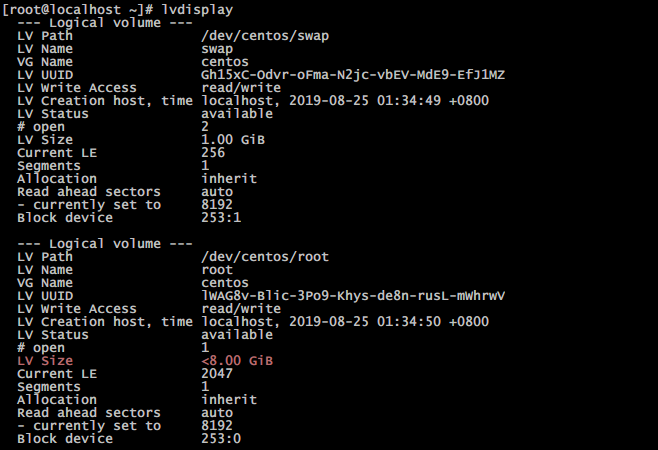 [root@localhost ~]# lvdisplay
--- Logical volume ---
LV Path /dev/centos/swap
LV Name swap
VG Name centos
LV UUID Gh15xC-Odvr-oFma-N2jc-vbEV-MdE9-EfJ1MZ
LV Write Access read/write
LV Creation host, time localhost, 2019-08-25 01:34:49 +0800
LV Status available
# open 2
LV Size 1.00 GiB
Current LE 256
Segments 1
Allocation inherit
Read ahead sectors auto
- currently set to 8192
Block device 253:1
--- Logical volume ---
LV Path /dev/centos/root
LV Name root
VG Name centos
LV UUID lWAG8v-Blic-3Po9-Khys-de8n-rusL-mWhrwV
LV Write Access read/write
LV Creation host, time localhost, 2019-08-25 01:34:50 +0800
LV Status available
# open 1
LV Size <8.00 GiB
Current LE 2047
Segments 1
Allocation inherit
Read ahead sectors auto
- currently set to 8192
Block device 253:0